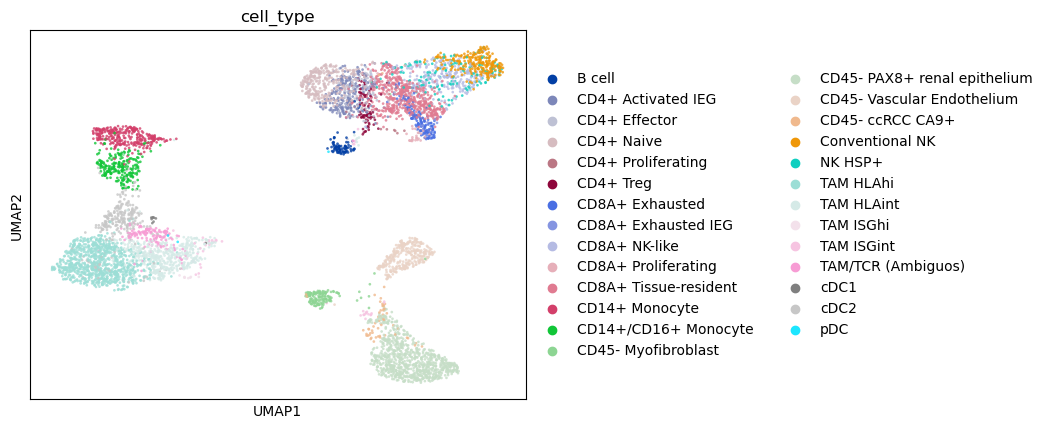 cell_type
UMAP2
UMAP1
B cell
CD4+ Activated IEG
CD4+ Effector
CD4+ Naive
CD4+ Proliferating
CD4+ Treg
CD8A+ Exhausted
CD8A+ Exhausted IEG
CD8A+ NK-like
CD8A+ Proliferating
CD8A+ Tissue-resident
CD14+ Monocyte
CD14+/CD16+ Monocyte
CD45- Myofibroblast
CD45- PAX8+ renal epithelium
CD45- Vascular Endothelium
CD45- ccRCC CA9+
Conventional NK
NK HSP+
TAM HLAhi
TAM HLAint
TAM ISGhi
TAM ISGint
TAM/TCR (Ambiguos)
cDC1
cDC2
pDC